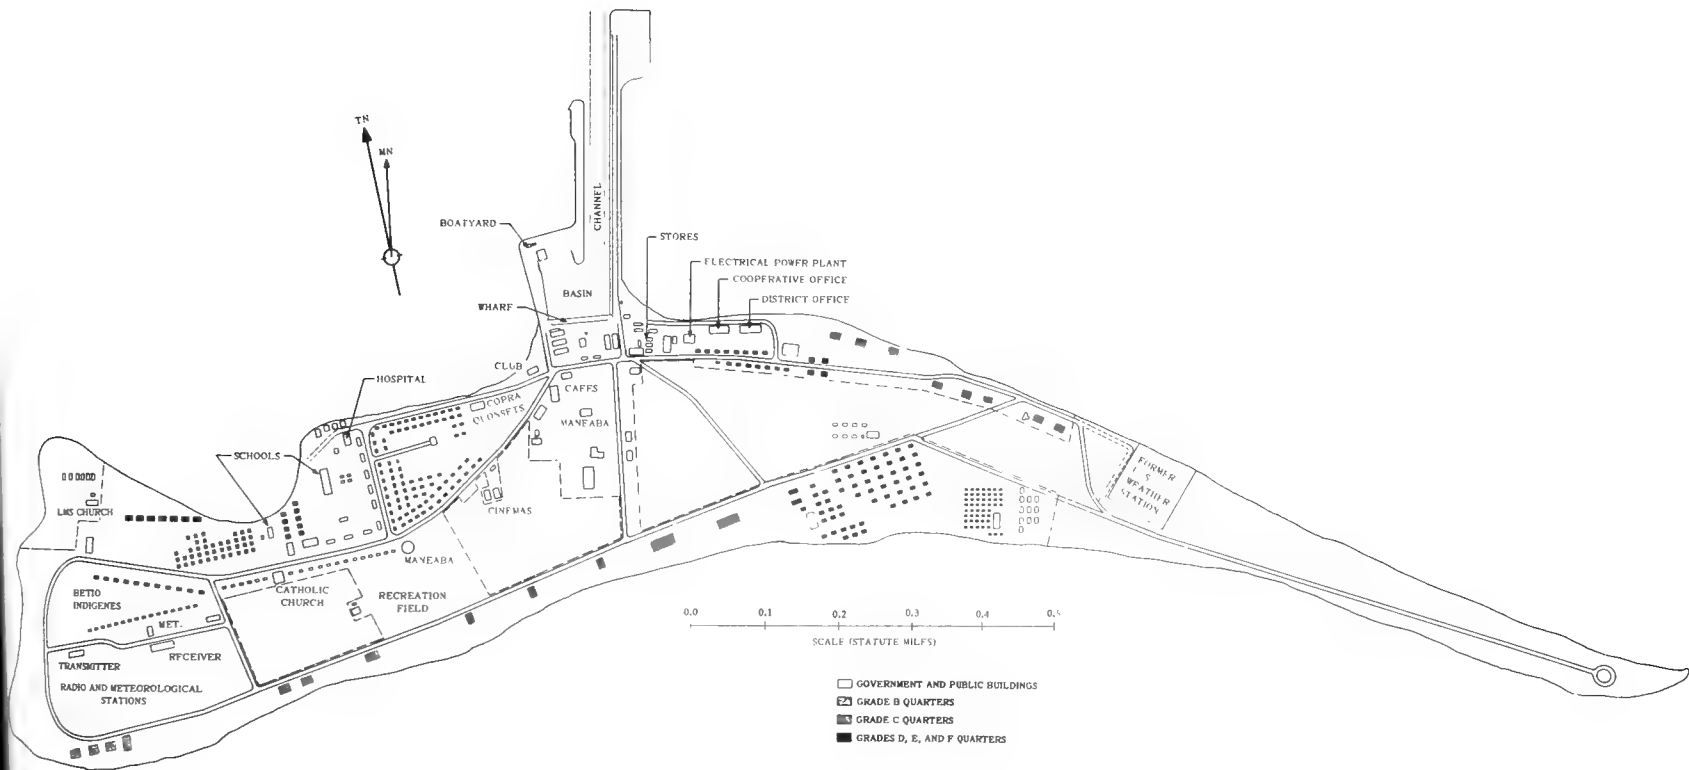 TN
MN
CHANNEL
BOATYARD
STORES
ELECTRICAL POWER PLANT
COOPERATIVE OFFICE
BASIN
DISTRICT OFFICE
WHARF
CLUB
HOSPITAL
CAFES
COPRA
QUONSETS
MANEABA
SCHOOLS
FORMER
WEATHER
STATION
LMS CHURCH
CINEMAS
MANEABA
BETIO
INDIGENES
CATHOLIC
CHURCH
RECREATION
FIELD
MET.
RECEIVER
TRANSMITTER
RADIO AND METEOROLOGICAL
STATIONS
0.0 0.1 0.2 0.3 0.4 0.5
SCALE (STATUTE MILES)
GOVERNMENT AND PUBLIC BUILDINGS
GRADE B QUARTERS
GRADE C QUARTERS
GRADES D, E, AND F QUARTERS